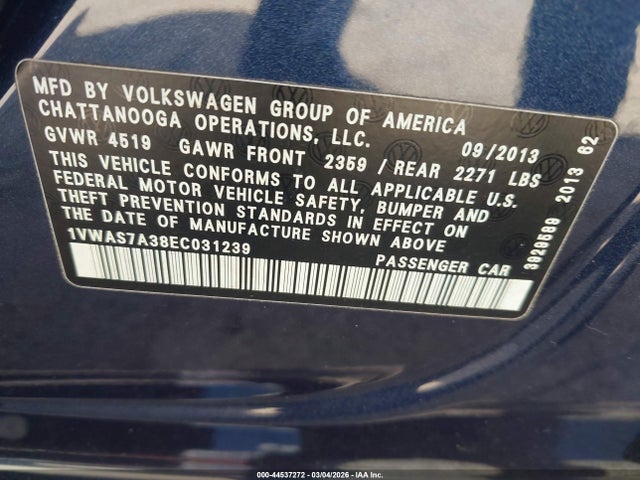 MFD BY VOLKSWAGEN GROUP OF AMERICA
CHATTANOOGA OPERATIONS, LLC. 09/2013
GVWR 4519 GAWR FRONT 2359 / REAR 2271 LBS
THIS VEHICLE CONFORMS TO ALL APPLICABLE U.S.
FEDERAL MOTOR VEHICLE SAFETY, BUMPER AND
THEFT PREVENTION STANDARDS IN EFFECT ON
THE DATE OF MANUFACTURE SHOWN ABOVE
1VWAS7A38EC031239 PASSENGER CAR
3929589 2013 62
000-44537272 - 03/04/2026 - IAA Inc.